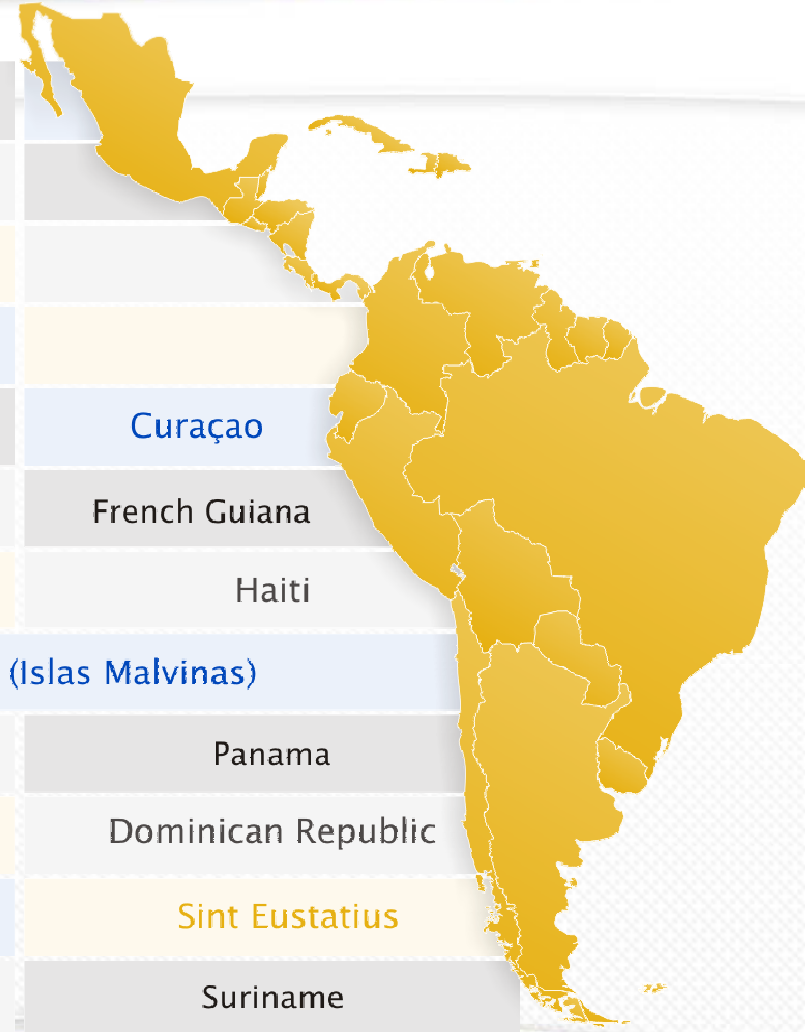 Curaçao
French Guiana
Haiti
(Islas Malvinas)
Panama
Dominican Republic
Sint Eustatius
Suriname